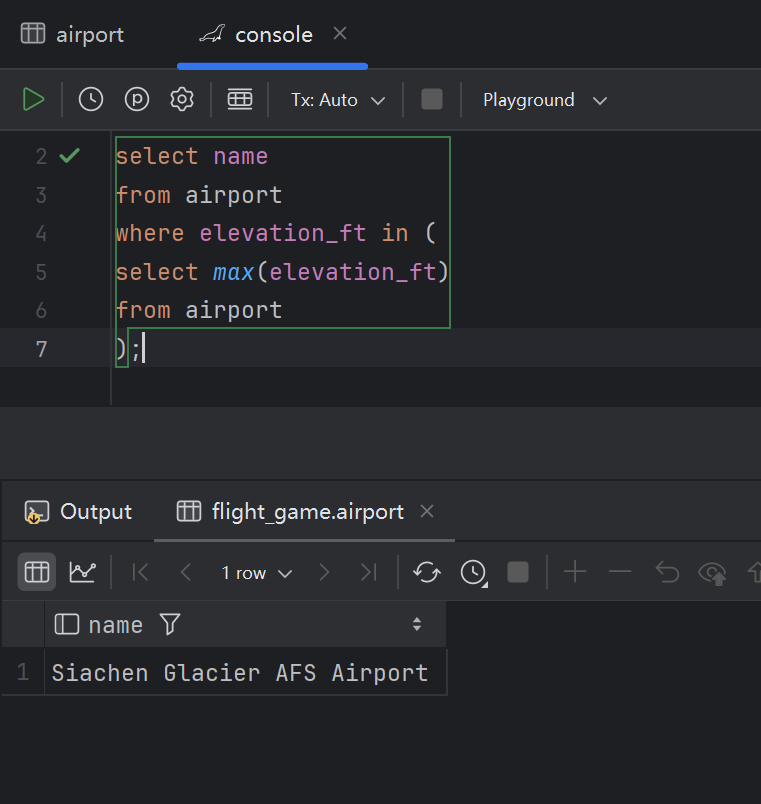 airport console
Tx: Auto Playground
2 select name
3 from airport
4 where elevation_ft in (
5 select max(elevation_ft)
6 from airport
7 );
Output flight_game.airport
1 row
name
1 Siachen Glacier AFS Airport